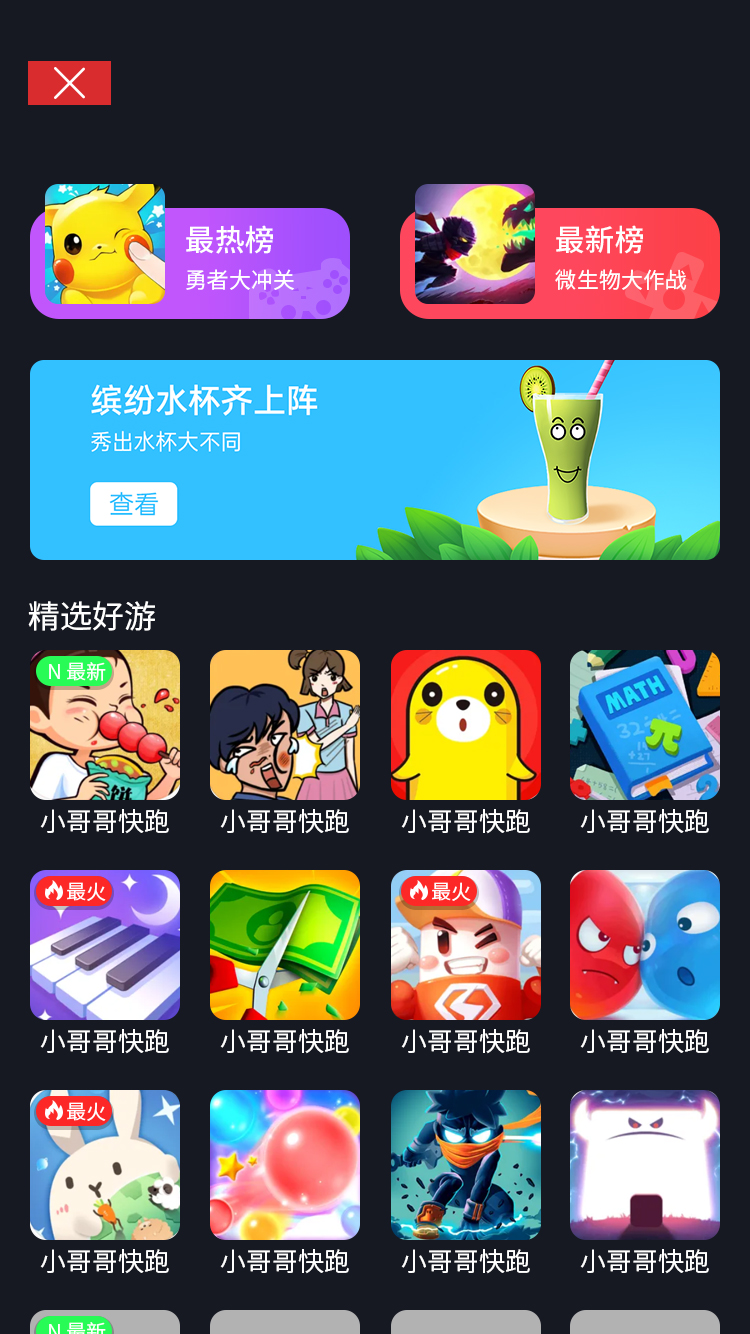 最热榜
勇者大冲关
最新榜
微生物大作战
缤纷水杯齐上阵
秀出水杯大不同
查看
精选好游
N 最新
MATH
小哥哥快跑 小哥哥快跑 小哥哥快跑 小哥哥快跑
最火 最火
小哥哥快跑 小哥哥快跑 小哥哥快跑 小哥哥快跑
最火
小哥哥快跑 小哥哥快跑 小哥哥快跑 小哥哥快跑
N 最新